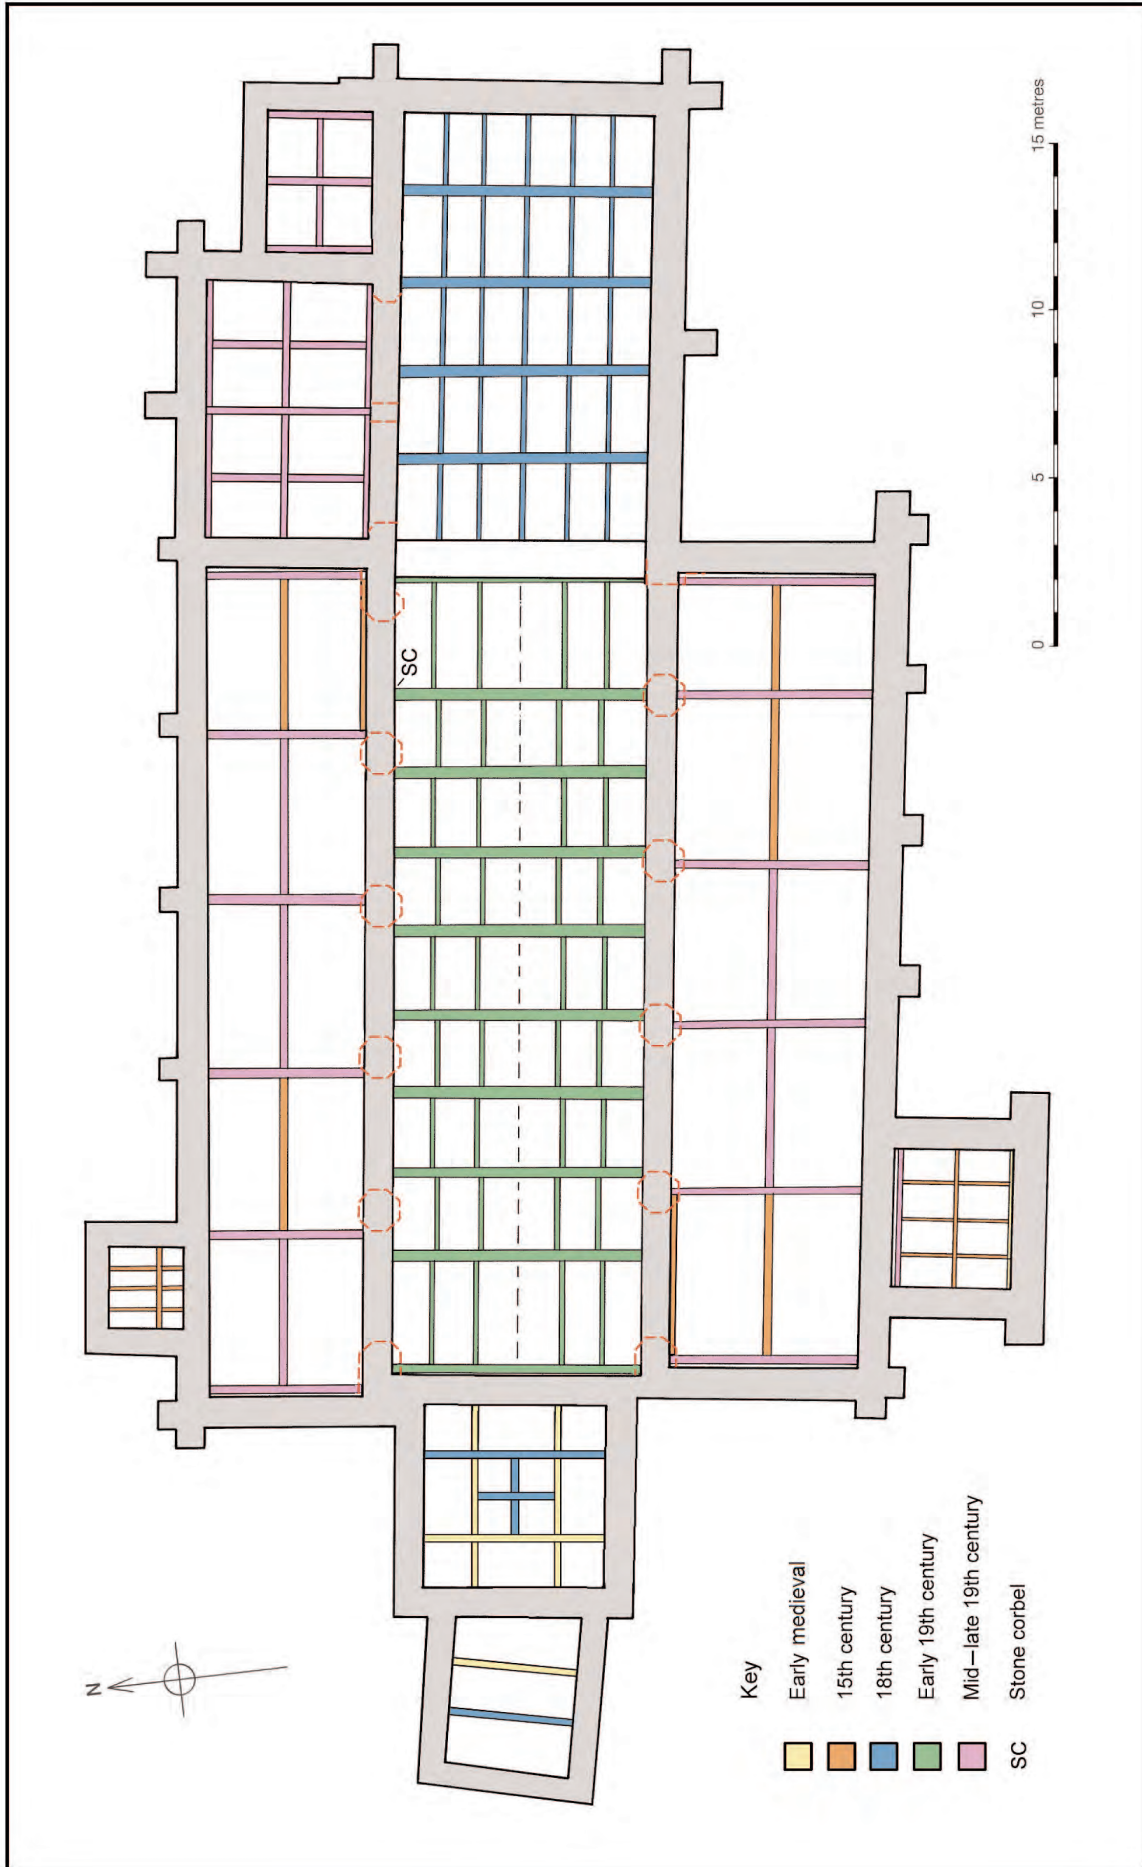 N
SC
0 5 10 15 metres
Key
Early medieval
15th century
18th century
Early 19th century
Mid–late 19th century
SC Stone corbel